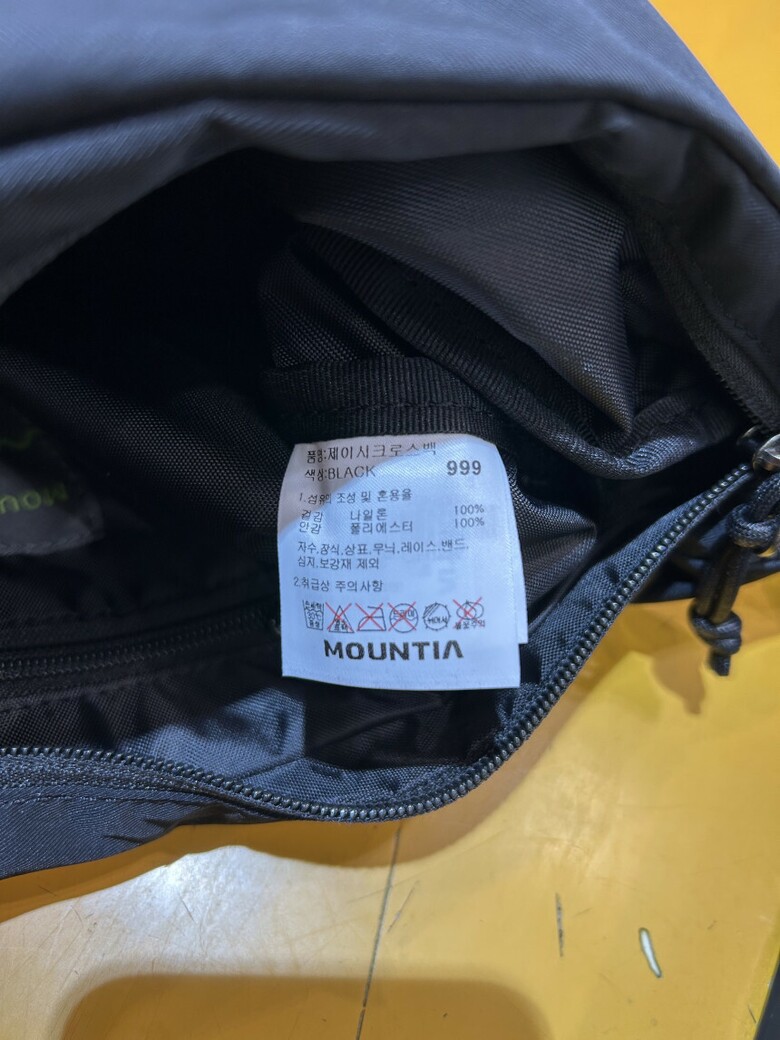 품명:제이시크로스백
색상:BLACK 999
1.섬유의 조성 및 혼용율
겉감 나일론 100%
안감 폴리에스터 100%
자수.장식.상표.무늬.레이스.밴드.
심지.보강재 제외
2.취급상 주의사항
MOUNTIA
MOU